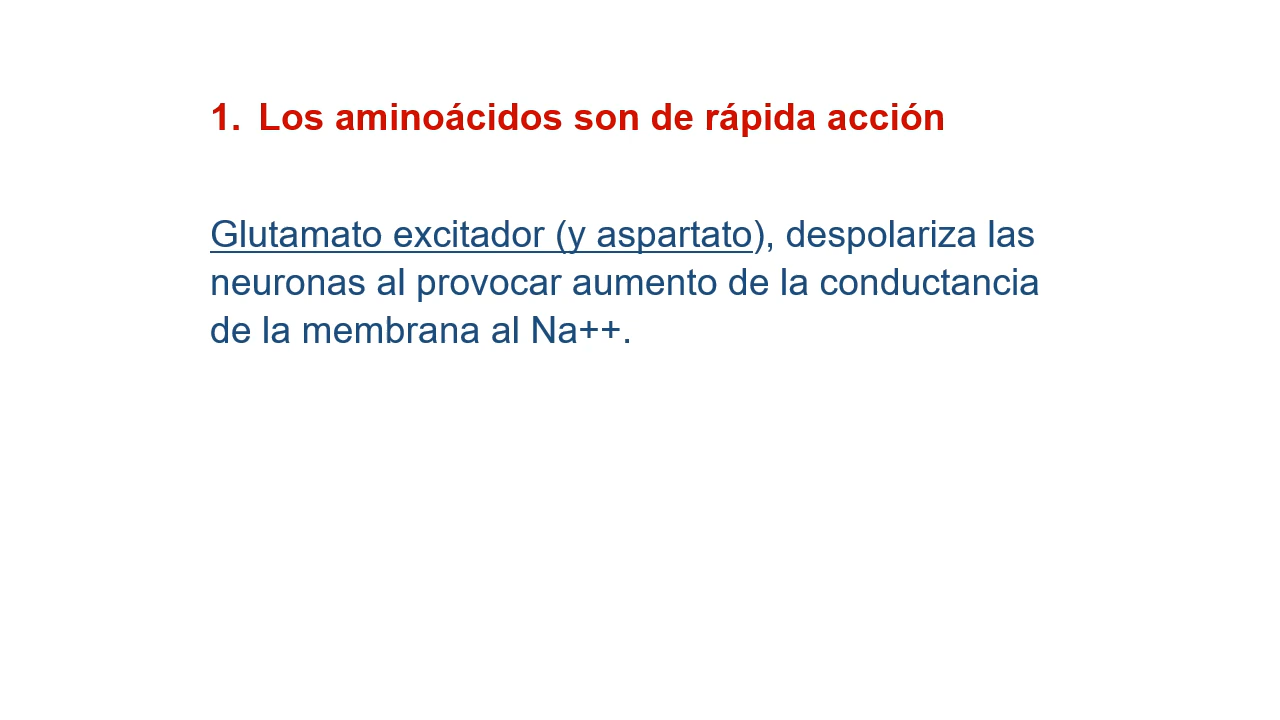 1. Los aminoácidos son de rápida acción
Glutamato excitador (y aspartato), despolariza las
neuronas al provocar aumento de la conductancia
de la membrana al Na++.